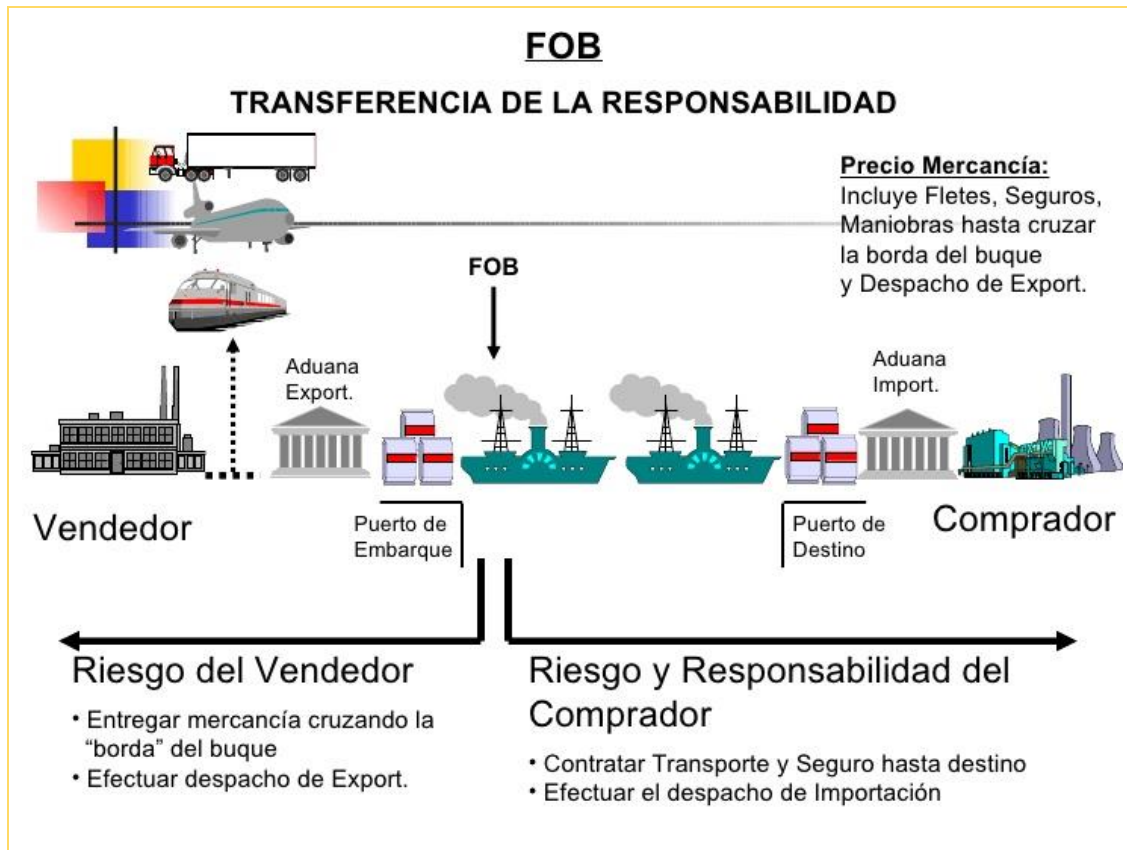 FOB
TRANSFERENCIA DE LA RESPONSABILIDAD
Precio Mercancía:
Incluye Fletes, Seguros,
Maniobras hasta cruzar
la borda del buque
y Despacho de Export.
FOB
Aduana
Export.
Aduana
Import.
Vendedor
Puerto de
Embarque
Puerto de
Destino
Comprador
Riesgo del Vendedor
• Entregar mercancía cruzando la
“borda” del buque
• Efectuar despacho de Export.
Riesgo y Responsabilidad del
Comprador
• Contratar Transporte y Seguro hasta destino
• Efectuar el despacho de Importación